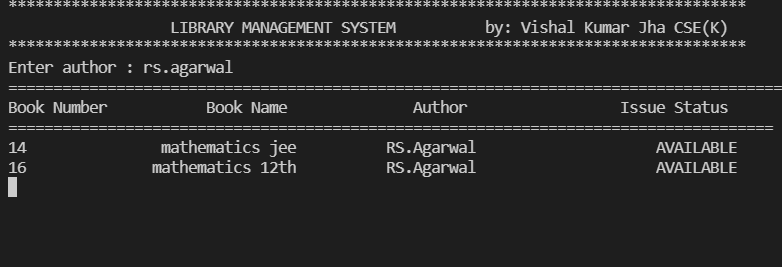 **********************************************************************************
LIBRARY MANAGEMENT SYSTEM by: Vishal Kumar Jha CSE(K)
**********************************************************************************
Enter author : rs.agarwal
======================================================================================
Book Number Book Name Author Issue Status
=====================================================================================
14 mathematics jee RS.Agarwal AVAILABLE
16 mathematics 12th RS.Agarwal AVAILABLE